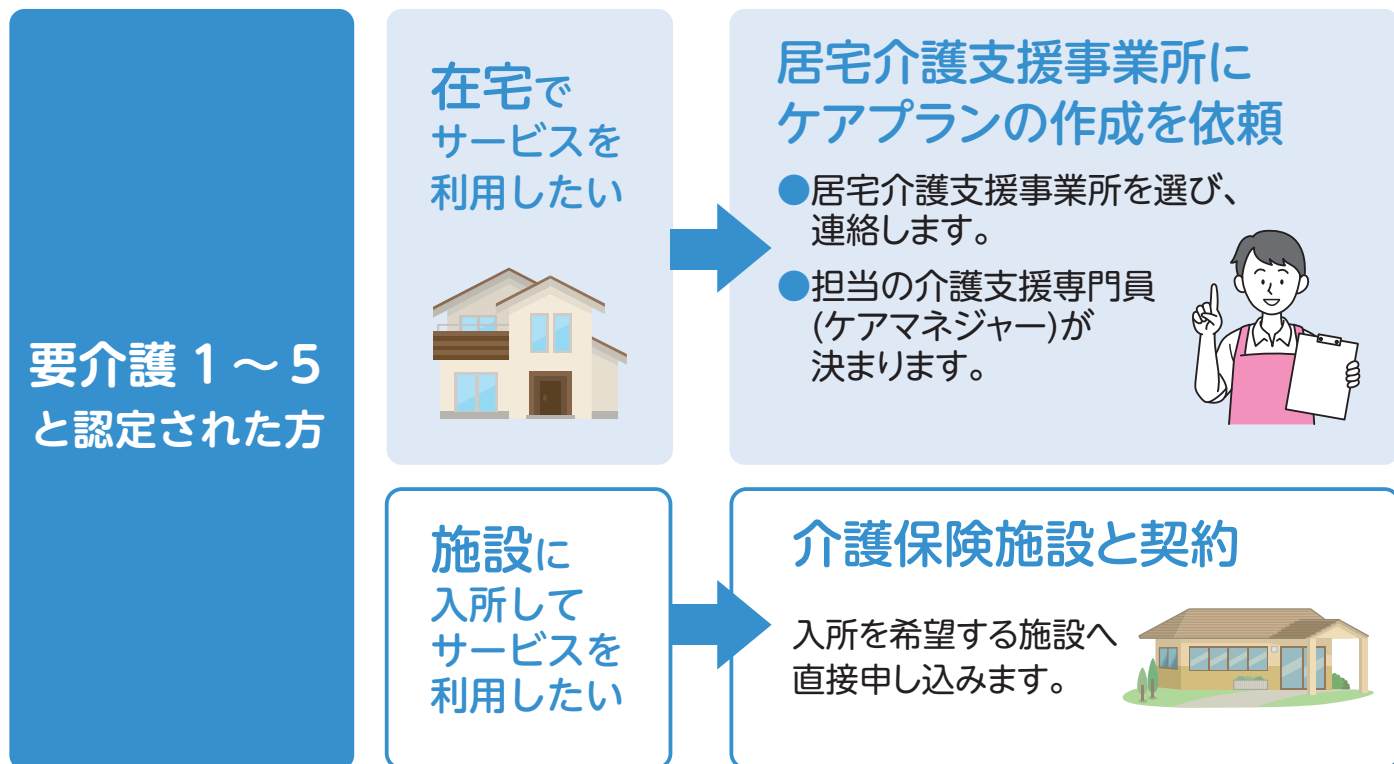 要介護1～5
と認定された方
在宅で
サービスを
利用したい
居宅介護支援事業所に
ケアプランの作成を依頼
●居宅介護支援事業所を選び、
連絡します。
●担当の介護支援専門員
(ケアマネジャー)が
決まります。
施設に
入所して
サービスを
利用したい
介護保険施設と契約
入所を希望する施設へ
直接申し込みます。